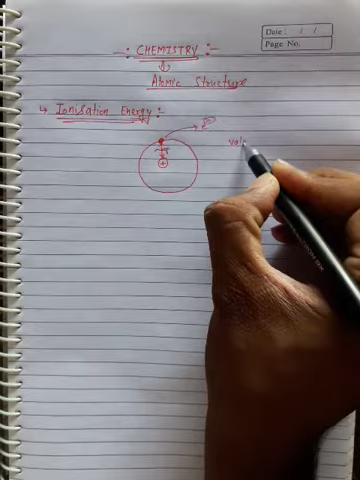 Date : / /
Page No.
-: CHEMISTRY :-
Atomic Structure
↳ Ionisation Energy :-
e⊖
+